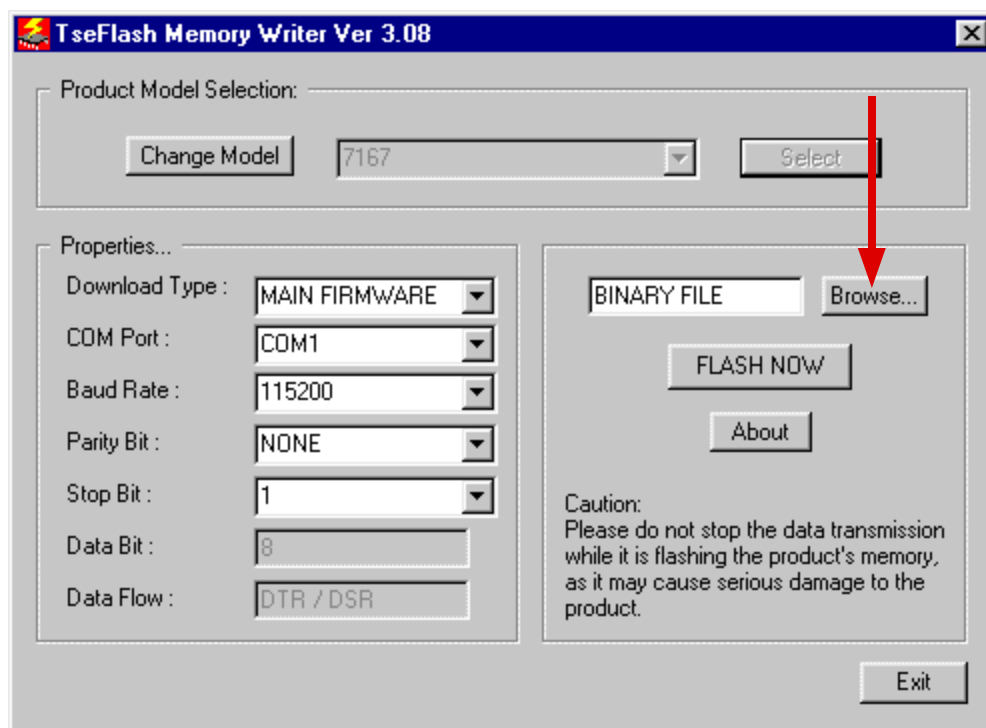 TseFlash Memory Writer Ver 3.08
Product Model Selection:
Change Model 7167 Select
Properties...
Download Type : MAIN FIRMWARE
COM Port : COM1
Baud Rate : 115200
Parity Bit : NONE
Stop Bit : 1
Data Bit : 8
Data Flow : DTR / DSR
BINARY FILE Browse...
FLASH NOW
About
Caution:
Please do not stop the data transmission
while it is flashing the product's memory,
as it may cause serious damage to the
product.
Exit